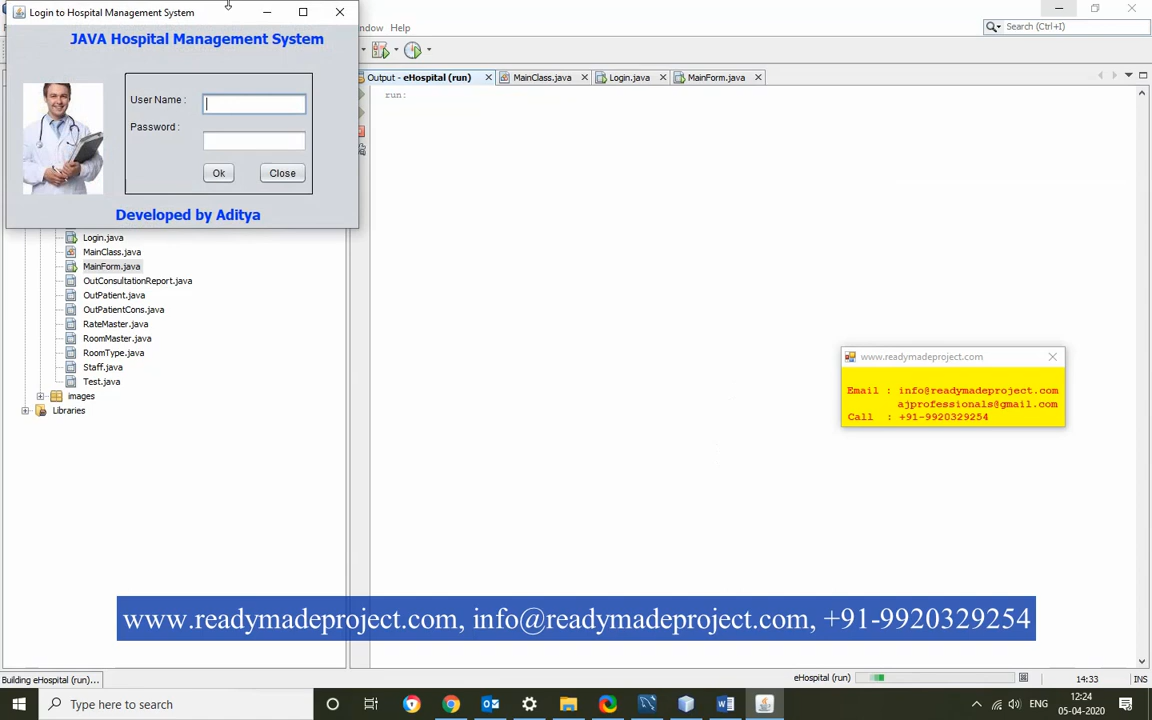 Login to Hospital Management System
JAVA Hospital Management System
User Name :
Password :
Ok
Close
Developed by Aditya
ndow Help
Search (Ctrl+I)
Output - eHospital (run)
MainClass.java
Login.java
MainForm.java
run:
Login.java
MainClass.java
MainForm.java
OutConsultationReport.java
OutPatient.java
OutPatientCons.java
RateMaster.java
RoomMaster.java
RoomType.java
Staff.java
Test.java
images
Libraries
www.readymadeproject.com
Email : info@readymadeproject.com
ajprofessionals@gmail.com
Call : +91-9920329254
www.readymadeproject.com, info@readymadeproject.com, +91-9920329254
Building eHospital (run)...
eHospital (run)
14:33
INS
Type here to search
ENG
12:24
05-04-2020